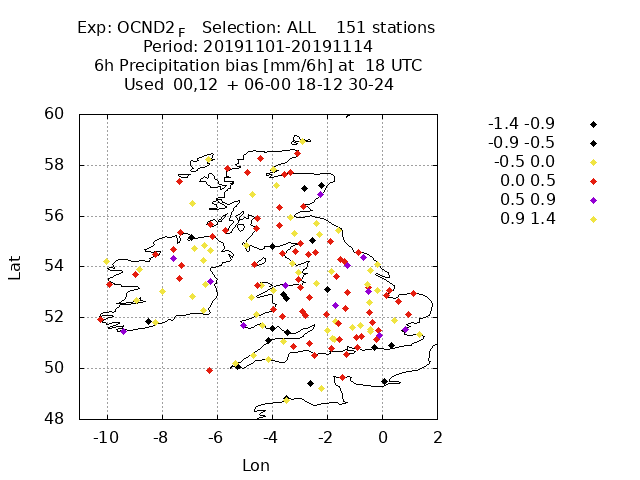 Exp: OCND2_F   Selection: ALL    151 stations
Period: 20191101-20191114
6h Precipitation bias [mm/6h] at  18 UTC
Used  00,12  + 06-00 18-12 30-24
60
58
56
54
52
50
48
Lat
-10 -8 -6 -4 -2 0 2
Lon
-1.4 -0.9
-0.9 -0.5
-0.5 0.0
0.0 0.5
0.5 0.9
0.9 1.4